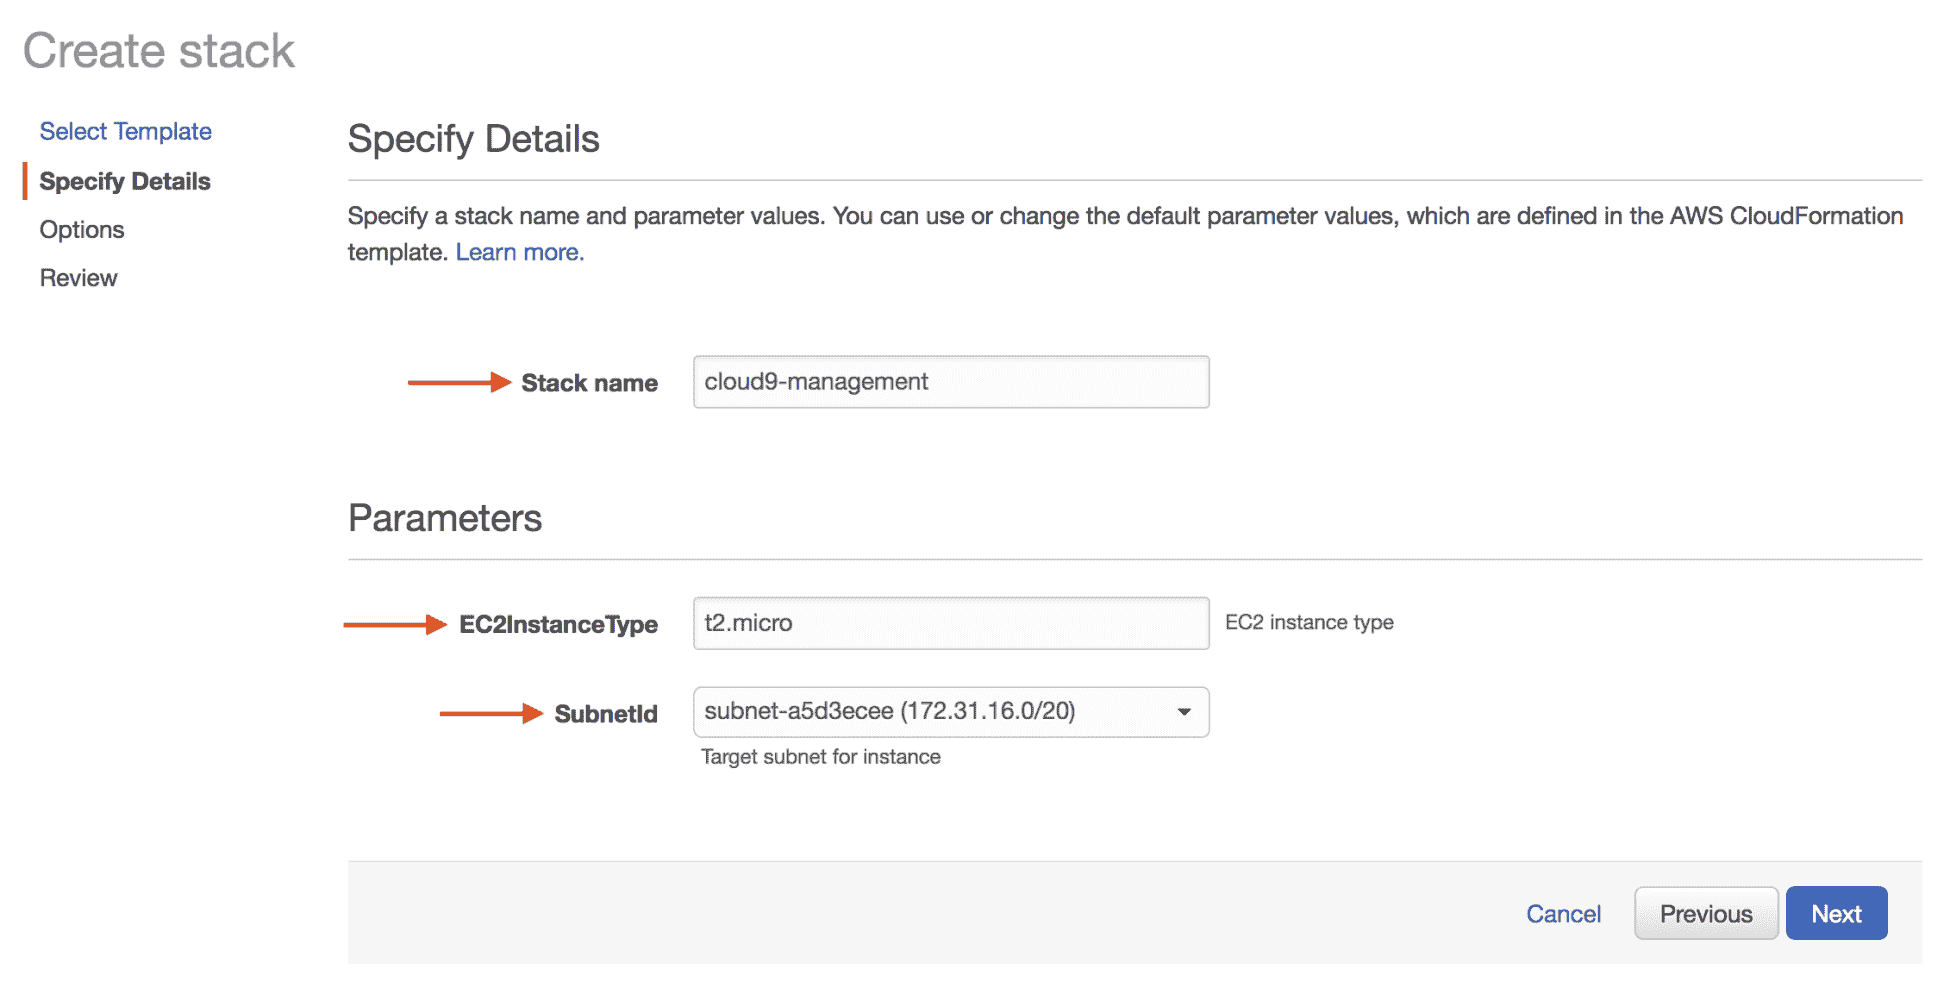 Create stack
Select Template
Specify Details
Options
Review
Specify Details
Specify a stack name and parameter values. You can use or change the default parameter values, which are defined in the AWS CloudFormation
template. Learn more.
Stack name
cloud9-management
Parameters
EC2InstanceType
t2.micro
EC2 instance type
SubnetId
subnet-a5d3ecee (172.31.16.0/20)
Target subnet for instance
Cancel
Previous
Next